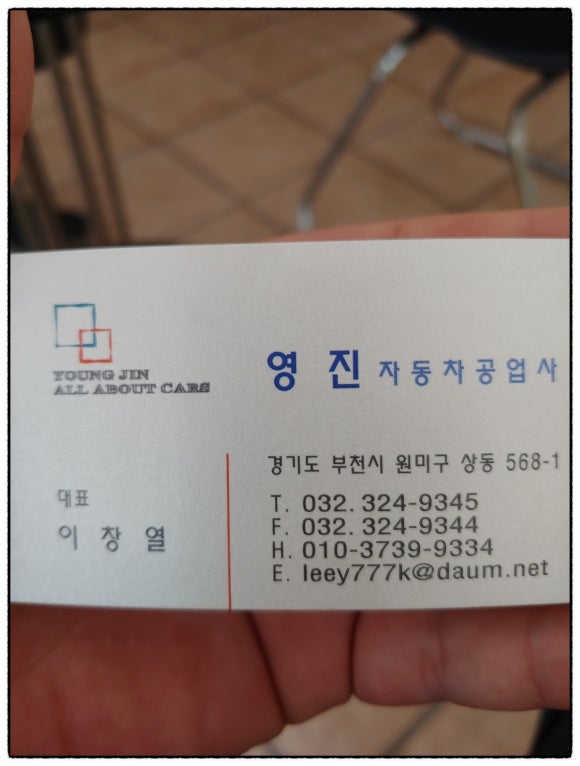 YOUNG JIN
ALL ABOUT CARS
영 진 자동차공업사
대표
이 창 열
경기도 부천시 원미구 상동 568-1
T. 032. 324-9345
F. 032. 324-9344
H. 010-3739-9334
E. leey777k@daum.net